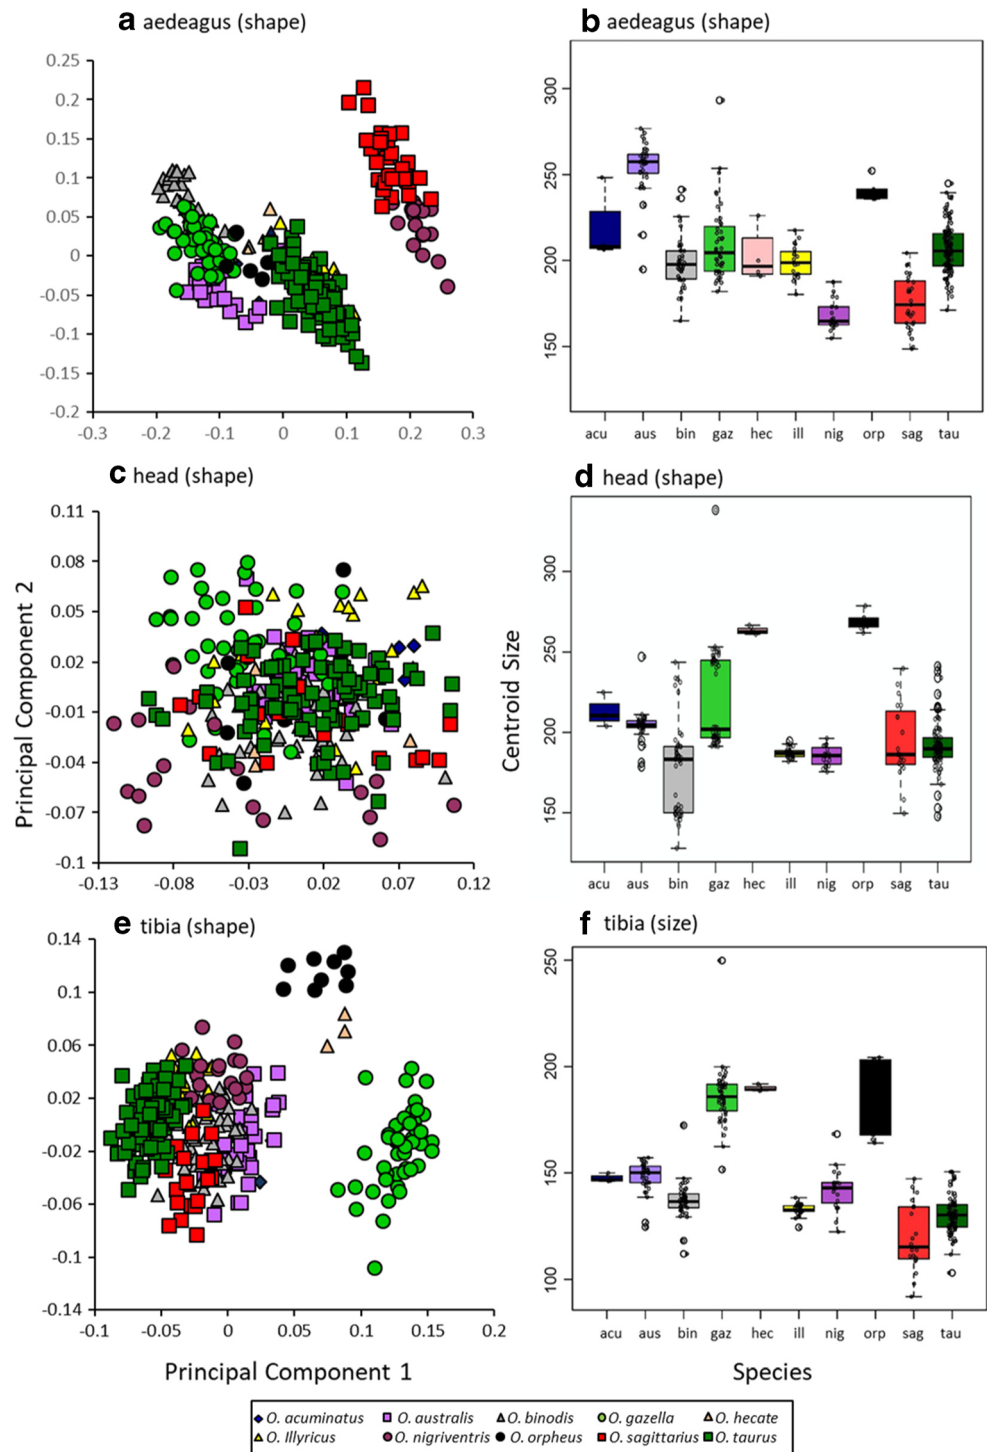 a aedeagus (shape)
0.25
0.2
0.15
0.1
0.05
0
-0.05
-0.1
-0.15
-0.2
-0.3 -0.2 -0.1 0 0.1 0.2 0.3
b aedeagus (shape)
300
250
200
150
acu aus bin gaz hec ill nig orp sag tau
c head (shape)
0.11
0.08
0.05
0.02
-0.01
-0.04
-0.07
-0.1
-0.13 -0.08 -0.03 0.02 0.07 0.12
Principal Component 2
d head (shape)
300
250
200
150
acu aus bin gaz hec ill nig orp sag tau
Centroid Size
e tibia (shape)
0.14
0.1
0.06
0.02
-0.02
-0.06
-0.1
-0.14
-0.1 -0.05 0 0.05 0.1 0.15 0.2
Principal Component 1
f tibia (size)
250
200
150
100
acu aus bin gaz hec ill nig orp sag tau
Species
O. acuminatus O. australis O. binodis O. gazella O. hecate
O. Illyricus O. nigriventris O. orpheus O. sagittarius O. taurus